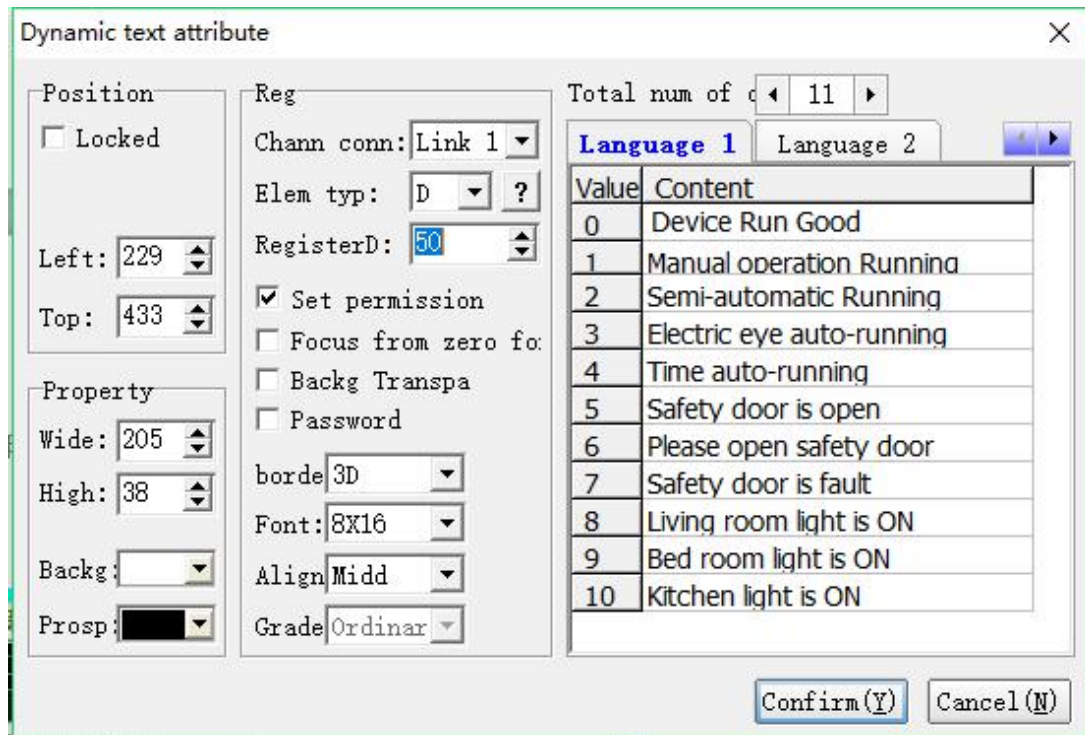 Dynamic text attribute
Position
Locked
Left: 229
Top: 433
Property
Wide: 205
High: 38
Backg:
Prosp:
Reg
Chann conn: Link 1
Elem typ: D ?
RegisterD: 50
Set permission
Focus from zero fo
Backg Transpa
Password
borde 3D
Font: 8X16
Align Midd
Grade Ordinar
Total num of 11
Language 1 Language 2
Value Content
0 Device Run Good
1 Manual operation Running
2 Semi-automatic Running
3 Electric eye auto-running
4 Time auto-running
5 Safety door is open
6 Please open safety door
7 Safety door is fault
8 Living room light is ON
9 Bed room light is ON
10 Kitchen light is ON
Confirm(Y) Cancel(N)